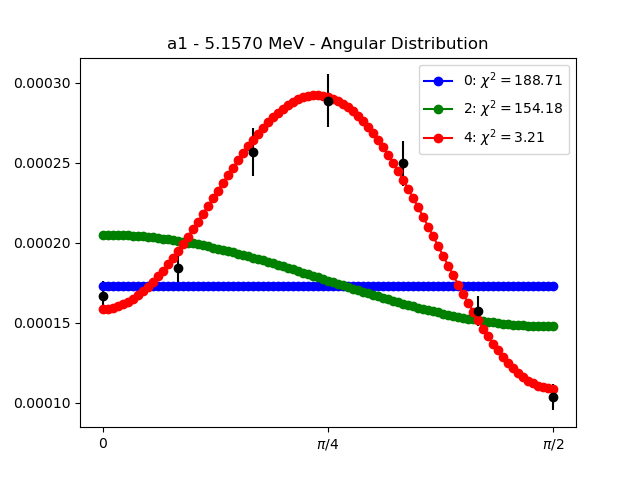 a1 - 5.1570 MeV - Angular Distribution
0: χ² = 188.71
2: χ² = 154.18
4: χ² = 3.21
0.00030
0.00025
0.00020
0.00015
0.00010
0 π/4 π/2